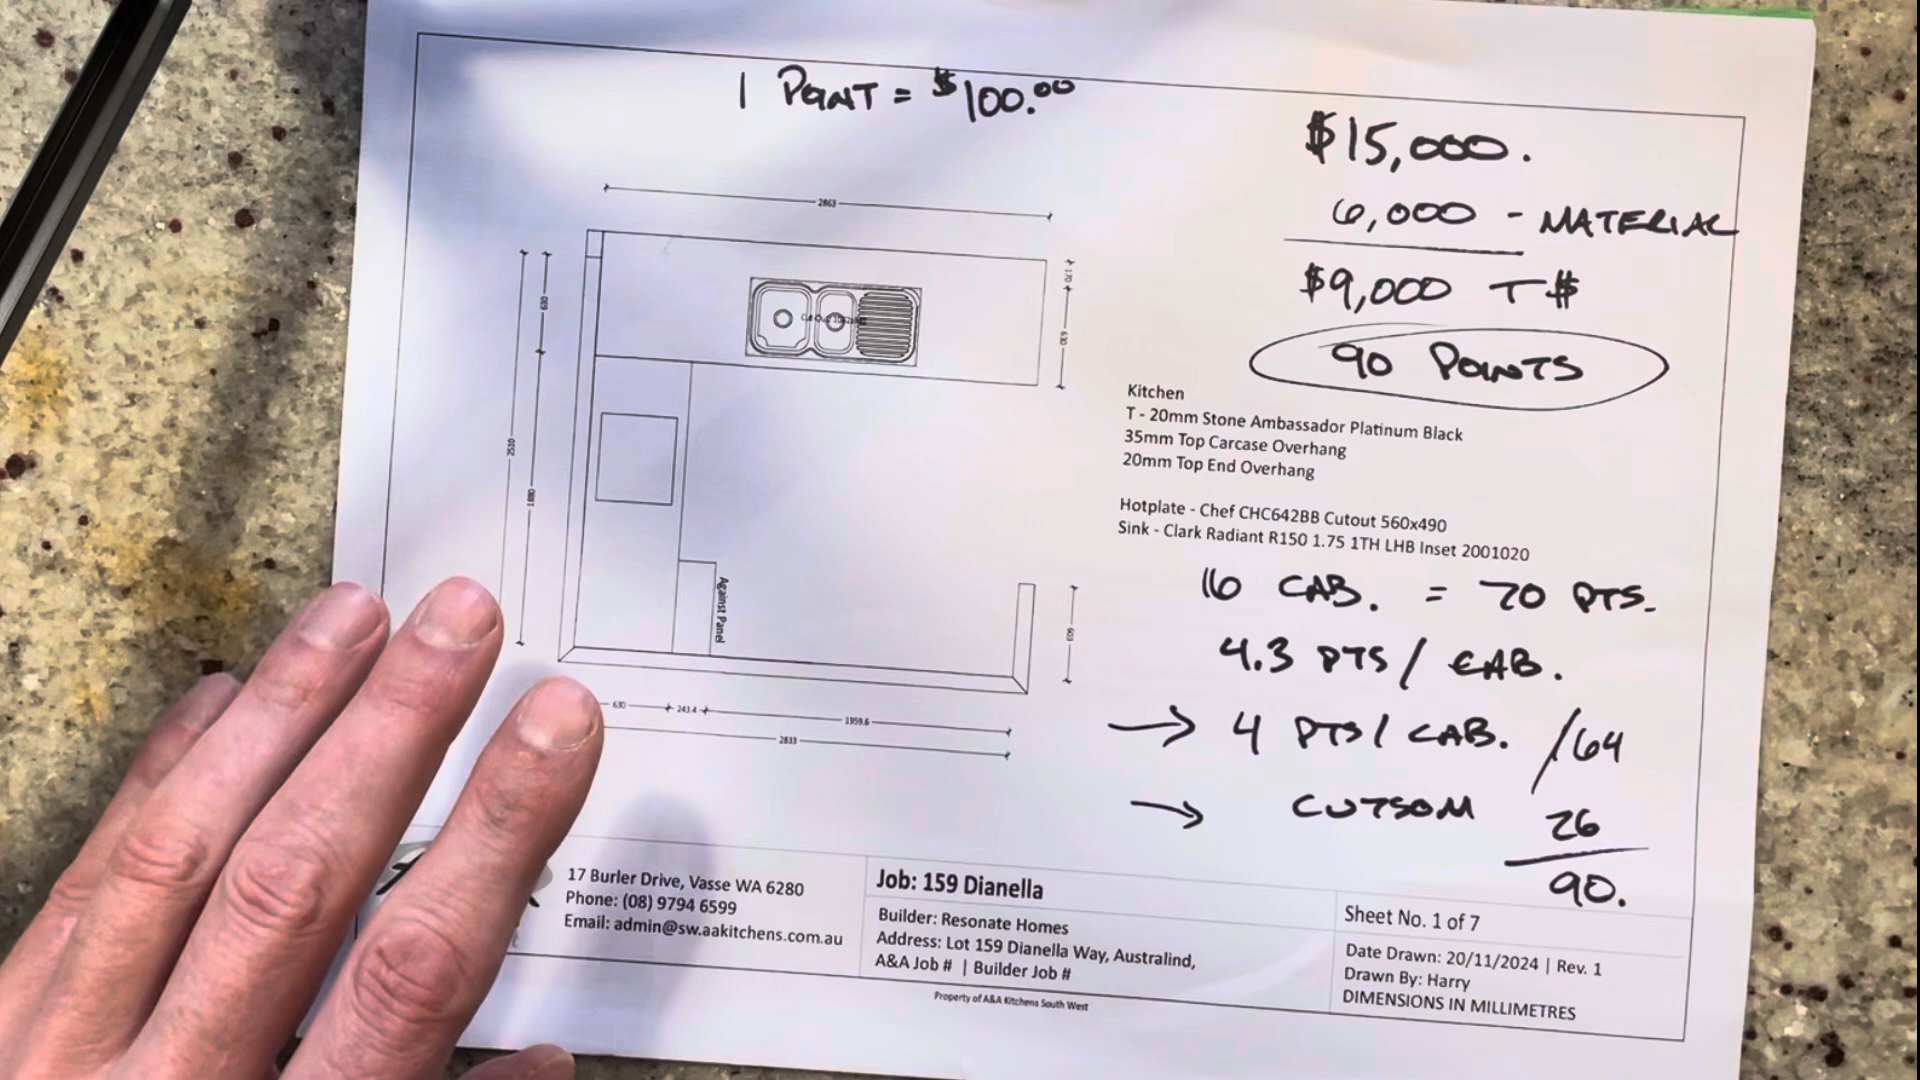 1 POINT = $100.00
$15,000.
6,000 - MATERIAL
$9,000 T$
90 POINTS
2863
170
630
630
2510
1880
Against Panel
603
630
243.4
1959.6
2833
Kitchen
T - 20mm Stone Ambassador Platinum Black
35mm Top Carcase Overhang
20mm Top End Overhang
Hotplate - Chef CHC642BB Cutout 560x490
Sink - Clark Radiant R150 1.75 1TH LHB Inset 2001020
16 CAB. = 70 PTS.
4.3 PTS / CAB.
→ 4 PTS / CAB. /64
→ CUTSOM 26
90.
17 Burler Drive, Vasse WA 6280
Phone: (08) 9794 6599
Email: admin@sw.aakitchens.com.au
Job: 159 Dianella
Builder: Resonate Homes
Address: Lot 159 Dianella Way, Australind,
A&A Job # | Builder Job #
Sheet No. 1 of 7
Date Drawn: 20/11/2024 | Rev. 1
Drawn By: Harry
DIMENSIONS IN MILLIMETRES
Property of A&A Kitchens South West